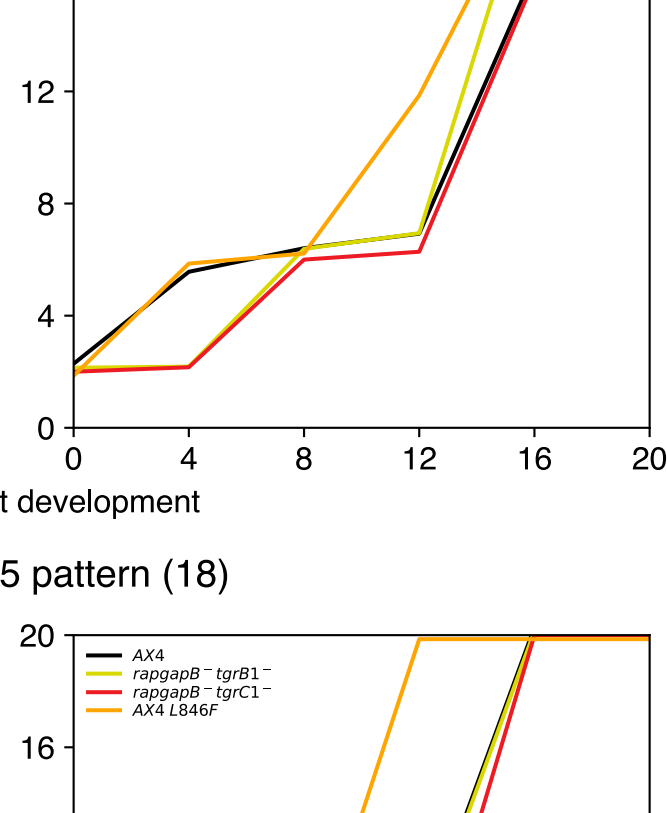 12
8
4
0
0 4 8 12 16 20
t development
5 pattern (18)
20
AX4
rapgapB⁻tgrB1⁻
rapgapB⁻tgrC1⁻
AX4 L846F
16